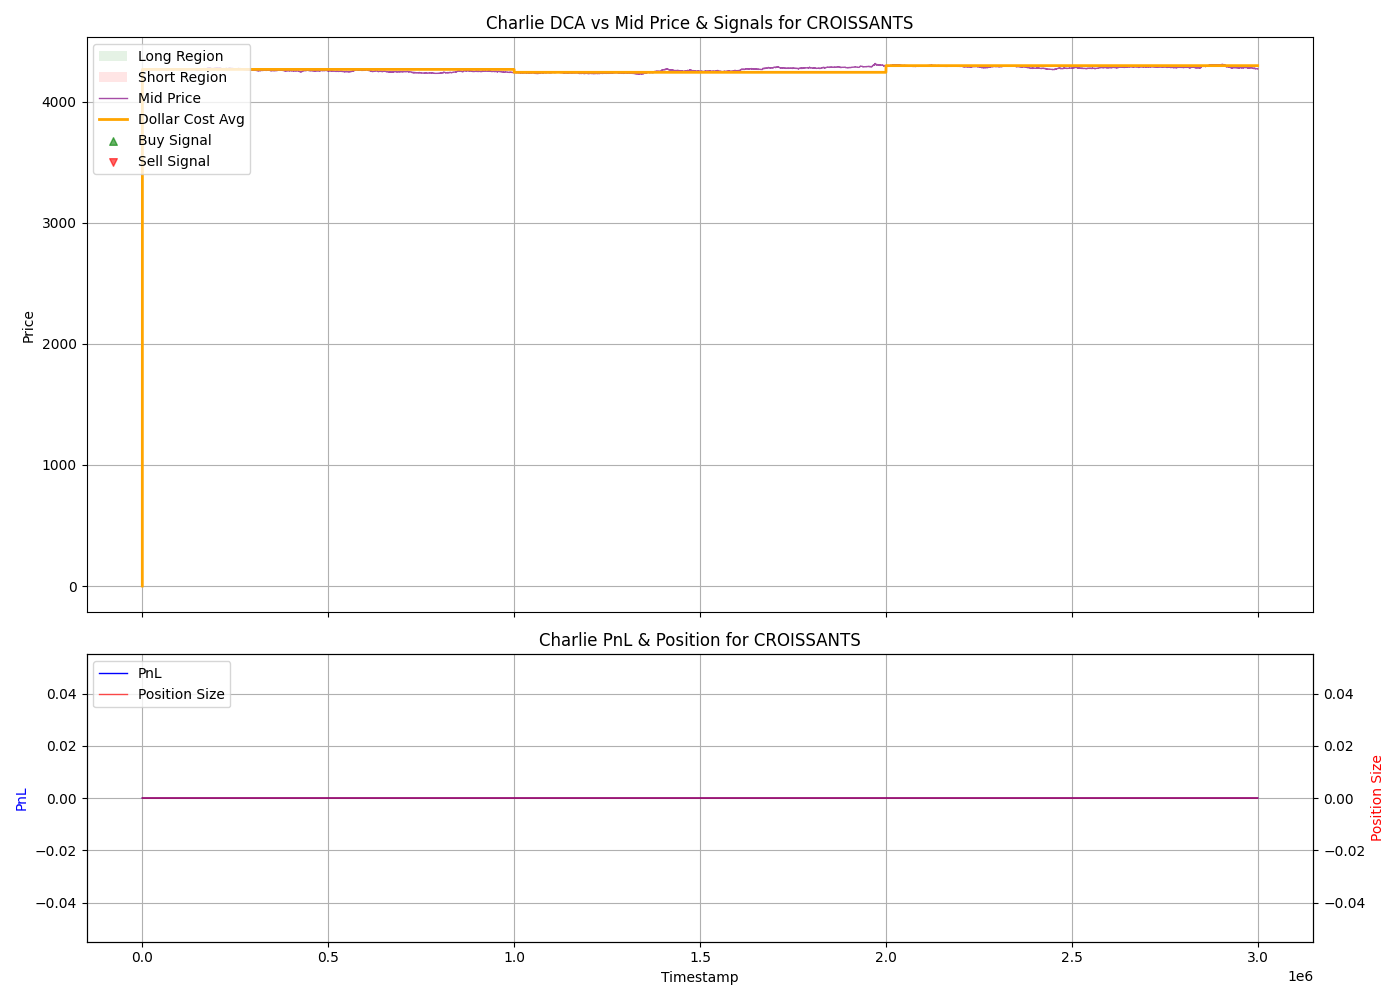 Charlie DCA vs Mid Price & Signals for CROISSANTS
Long Region
Short Region
Mid Price
Dollar Cost Avg
Buy Signal
Sell Signal
4000
3000
2000
1000
0
Price
Charlie PnL & Position for CROISSANTS
PnL
Position Size
0.04
0.02
0.00
−0.02
−0.04
PnL
0.04
0.02
0.00
−0.02
−0.04
Position Size
0.0 0.5 1.0 1.5 2.0 2.5 3.0
1e6
Timestamp